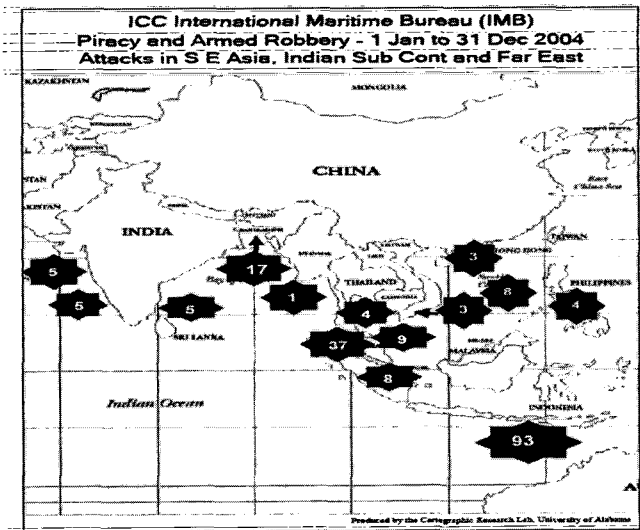 ICC International Maritime Bureau (IMB)
Piracy and Armed Robbery - 1 Jan to 31 Dec 2004
Attacks in S E Asia, Indian Sub Cont and Far East
KAZAKHSTAN
MONGOLIA
CHINA
East
China Sea
INDIA
TAIWAN
HONG KONG
3
5
17
THAILAND
PHILIPPINES
8
1
5
5
4
3
4
SRI LANKA
37
9
MALAYSIA
8
Indian Ocean
INDONESIA
93
A
Produced by the Cartographic Research Lab, University of Alabama